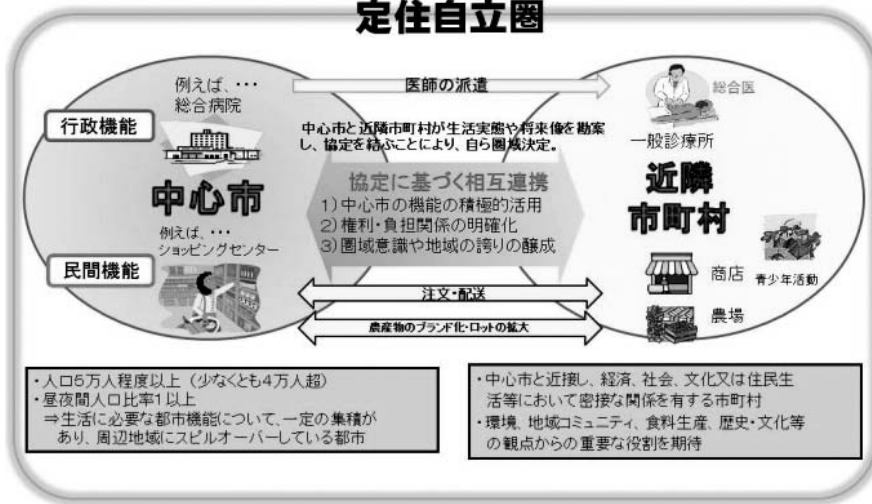 定住自立圏
例えば、・・・
総合病院
行政機能
中心市
例えば、・・・
ショッピングセンター
民間機能
医師の派遣
中心市と近隣市町村が生活実態や将来像を勘案
し、協定を結ぶことにより、自ら圏域決定。
協定に基づく相互連携
1)中心市の機能の積極的活用
2)権利・負担関係の明確化
3)圏域意識や地域の誇りの醸成
注文・配送
農産物のブランド化・ロットの拡大
総合医
一般診療所
近隣
市町村
商店
青少年活動
農場
・人口5万人程度以上(少なくとも4万人超)
・昼夜間人口比率1以上
⇒生活に必要な都市機能について、一定の集積が
あり、周辺地域にスピルオーバーしている都市
・中心市と近接し、経済、社会、文化又は住民生
活等において密接な関係を有する市町村
・環境、地域コミュニティ、食料生産、歴史・文化等
の観点からの重要な役割を期待